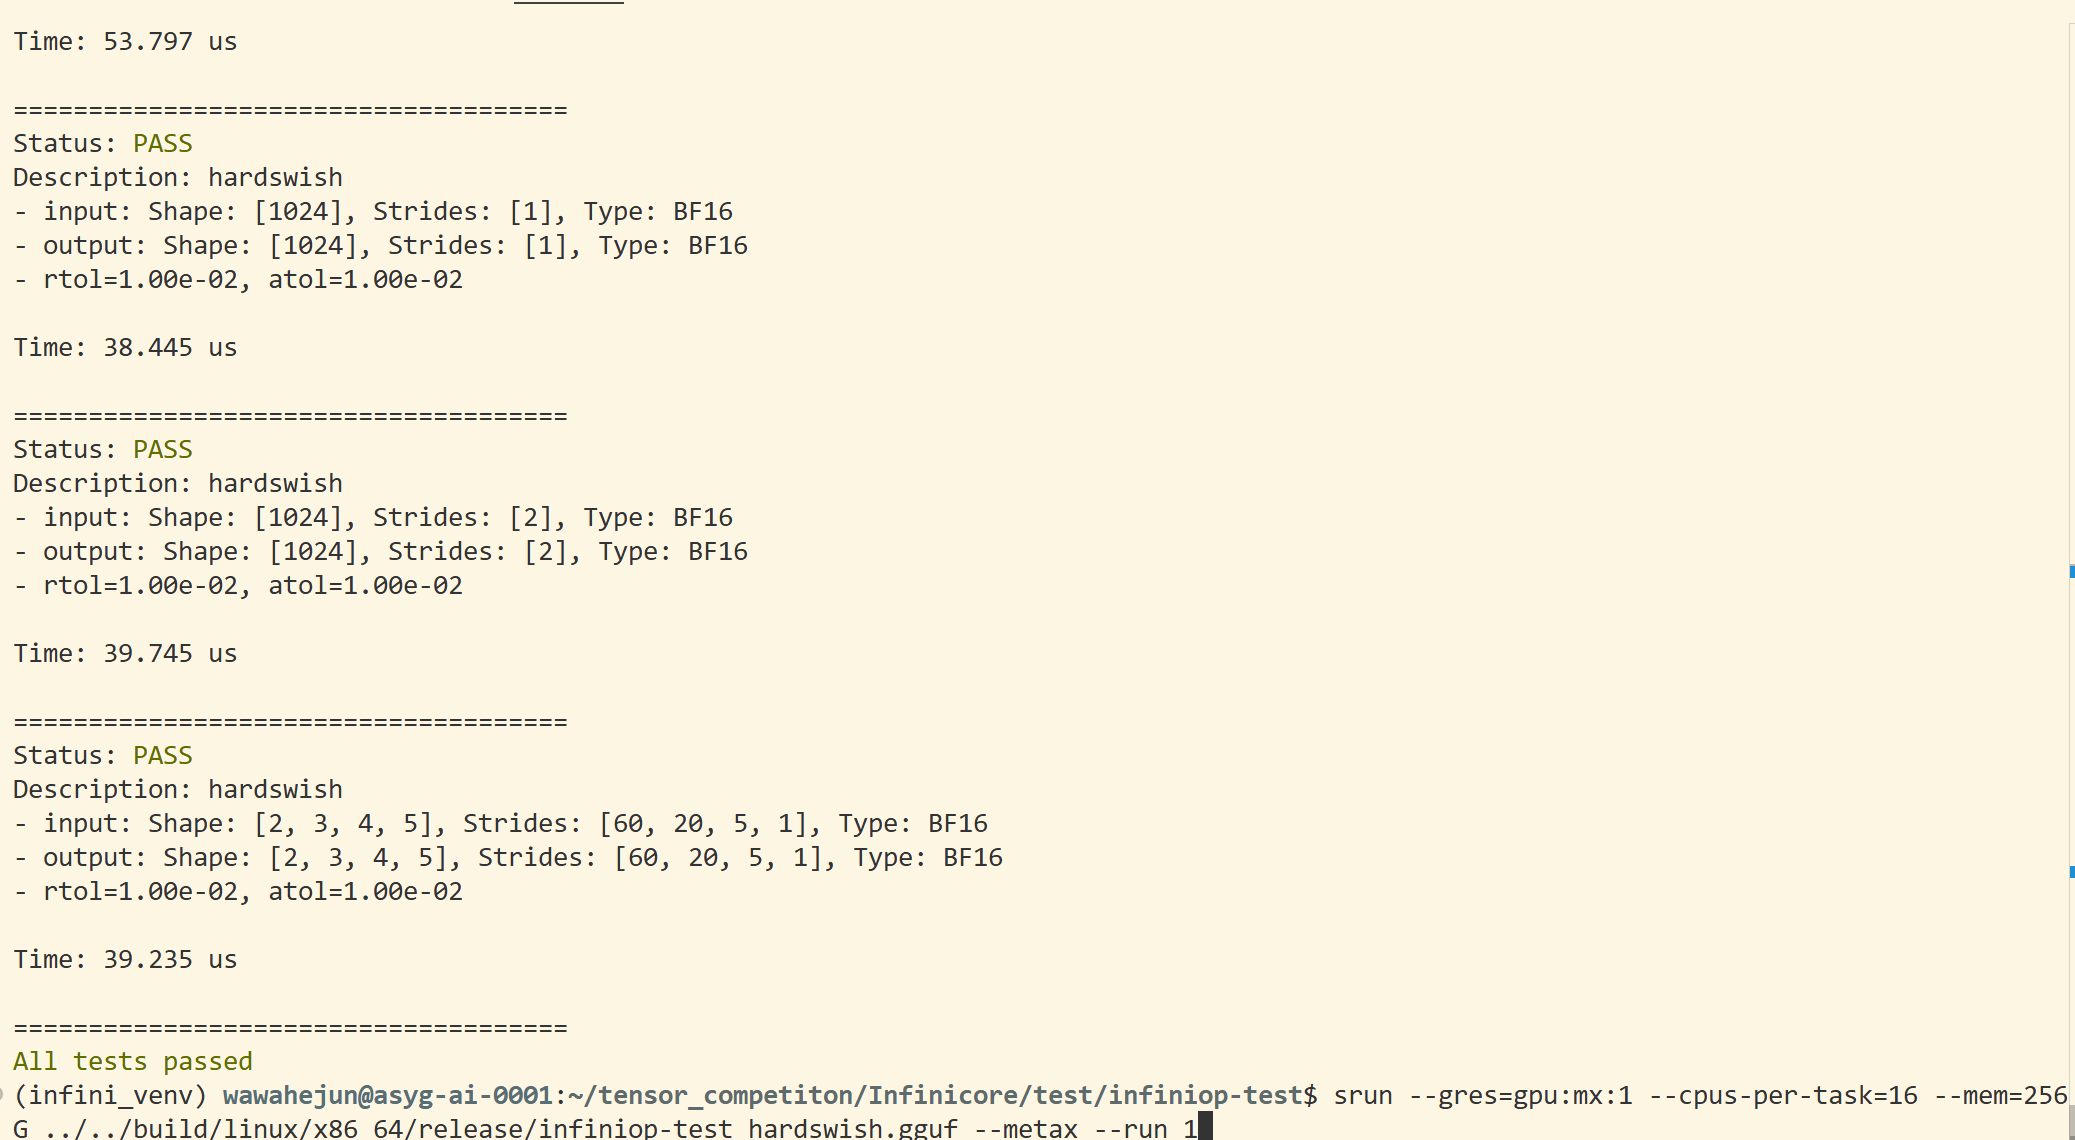 Time: 53.797 us
=====================================
Status: PASS
Description: hardswish
- input: Shape: [1024], Strides: [1], Type: BF16
- output: Shape: [1024], Strides: [1], Type: BF16
- rtol=1.00e-02, atol=1.00e-02
Time: 38.445 us
=====================================
Status: PASS
Description: hardswish
- input: Shape: [1024], Strides: [2], Type: BF16
- output: Shape: [1024], Strides: [2], Type: BF16
- rtol=1.00e-02, atol=1.00e-02
Time: 39.745 us
=====================================
Status: PASS
Description: hardswish
- input: Shape: [2, 3, 4, 5], Strides: [60, 20, 5, 1], Type: BF16
- output: Shape: [2, 3, 4, 5], Strides: [60, 20, 5, 1], Type: BF16
- rtol=1.00e-02, atol=1.00e-02
Time: 39.235 us
=====================================
All tests passed
(infini_venv) wawahejun@asyg-ai-0001:~/tensor_competiton/Infinicore/test/infiniop-test$ srun --gres=gpu:mx:1 --cpus-per-task=16 --mem=256
G ../../build/linux/x86_64/release/infiniop-test hardswish.gguf --metax --run 1